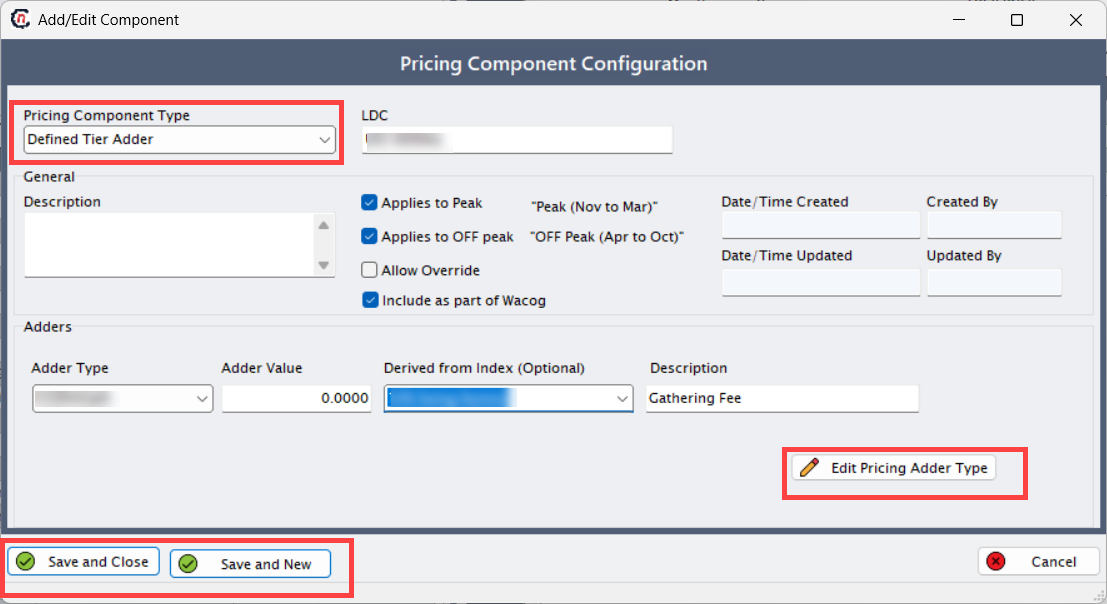 Add/Edit Component
Pricing Component Configuration
Pricing Component Type
Defined Tier Adder
LDC
General
Description
Applies to Peak
"Peak (Nov to Mar)"
Applies to OFF peak
"OFF Peak (Apr to Oct)"
Allow Override
Include as part of Wacog
Date/Time Created
Created By
Date/Time Updated
Updated By
Adders
Adder Type
Adder Value
Derived from Index (Optional)
Description
0.0000
Gathering Fee
Edit Pricing Adder Type
Save and Close
Save and New
Cancel